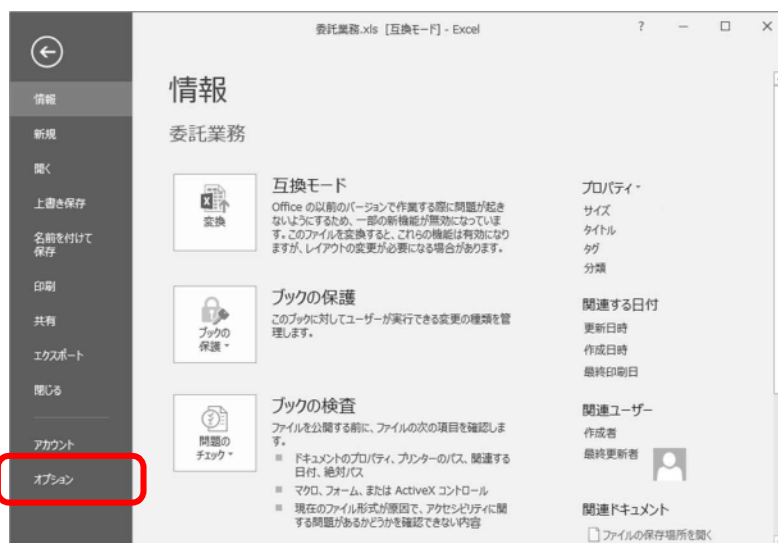 委託業務.xls [互換モード] - Excel
?
情報
新規
開く
上書き保存
名前を付けて
保存
印刷
共有
エクスポート
閉じる
アカウント
オプション
情報
委託業務
変換
互換モード
Office の以前のバージョンで作業する際に問題が起き
ないようにするため、一部の新機能が無効になっていま
す。このファイルを変換すると、これらの機能は有効になり
ますが、レイアウトの変更が必要になる場合があります。
ブックの
保護
ブックの保護
このブックに対してユーザーが実行できる変更の種類を管
理します。
問題の
チェック
ブックの検査
ファイルを公開する前に、ファイルの次の項目を確認しま
す。
ドキュメントのプロパティ、プリンターのパス、関連する
日付、絶対パス
マクロ、フォーム、または ActiveX コントロール
現在のファイル形式が原因で、アクセシビリティに関
する問題があるかどうかを確認できない内容
プロパティ
サイズ
タイトル
タグ
分類
関連する日付
更新日時
作成日時
最終印刷日
関連ユーザー
作成者
最終更新者
関連ドキュメント
ファイルの保存場所を開く